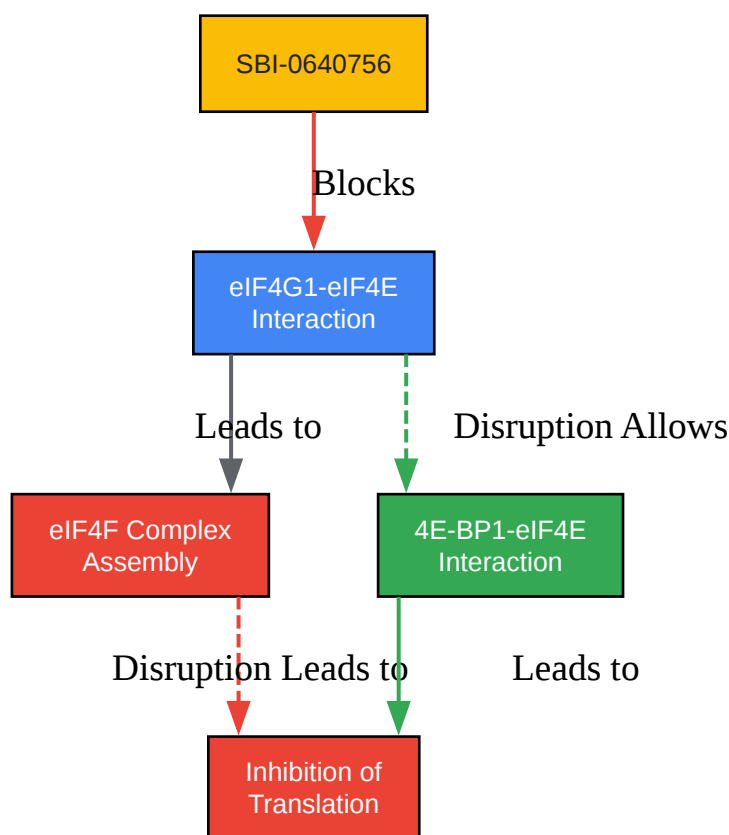 SBI-0640756
Blocks
eIF4G1-eIF4E
Interaction
Leads to
Disruption Allows
eIF4F Complex
Assembly
4E-BP1-eIF4E
Interaction
Disruption Leads to
Leads to
Inhibition of
Translation